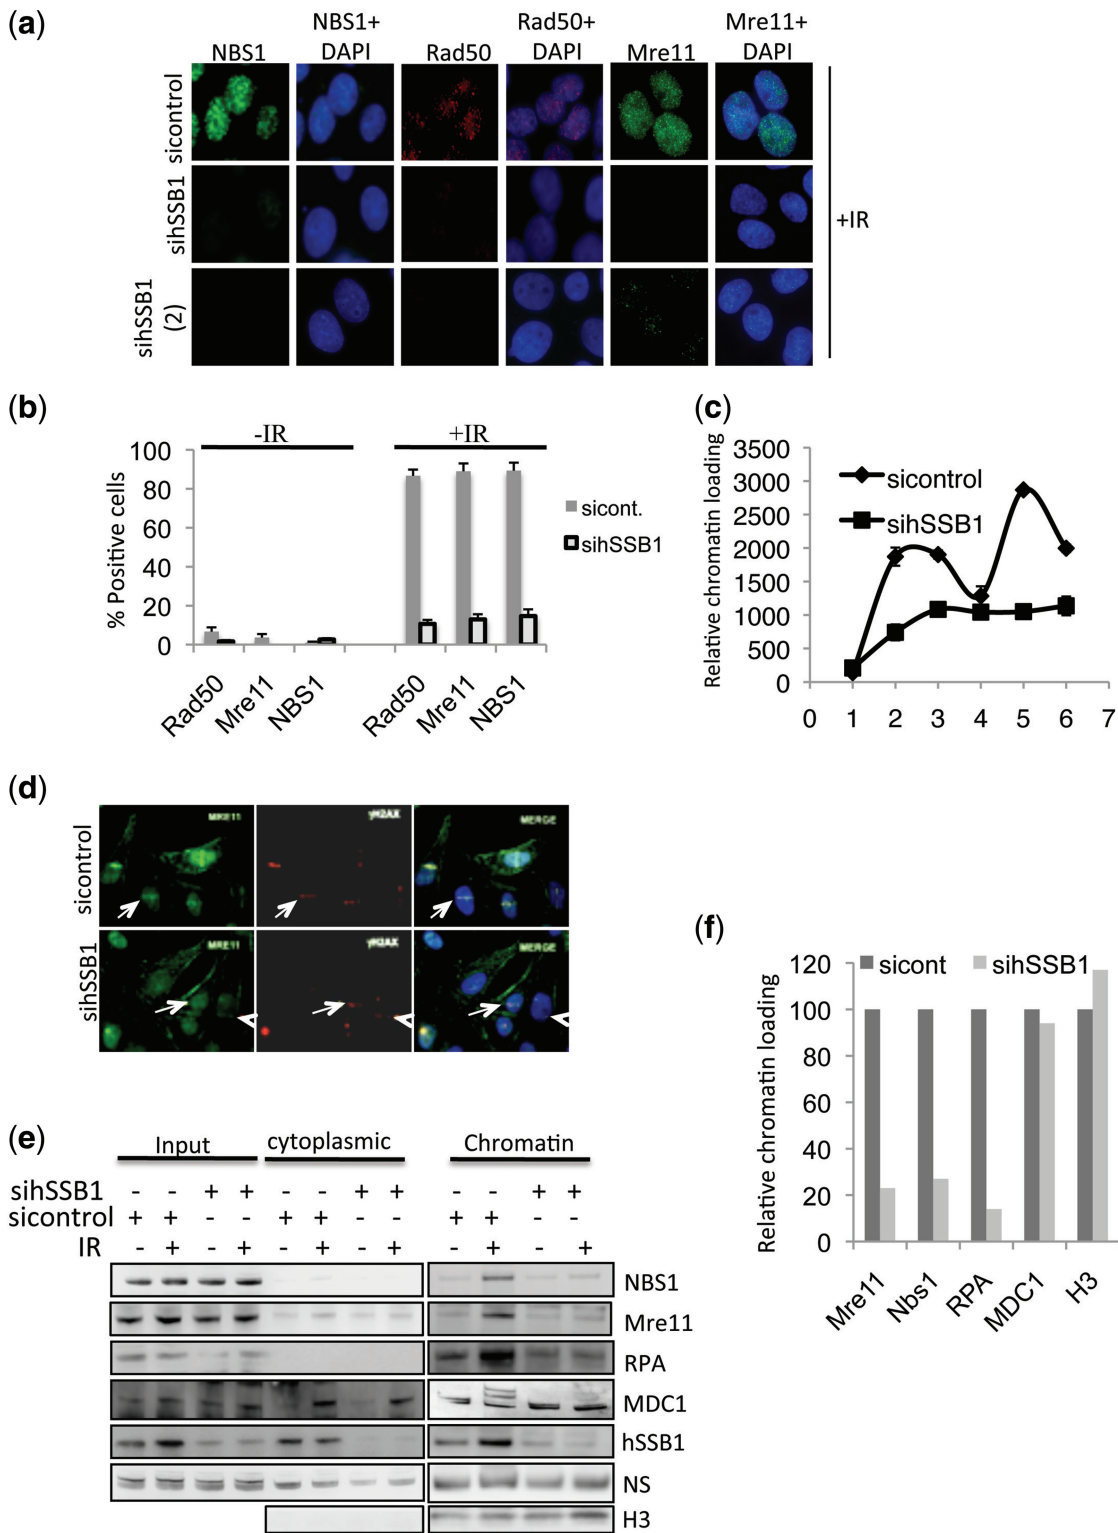 (a)
NBS1
NBS1+
DAPI
Rad50
Rad50+
DAPI
Mre11
Mre11+
DAPI
sicontrol
sihSSB1
sihSSB1
(2)
+IR
(b)
-IR
+IR
% Positive cells
100
80
60
40
20
0
Rad50
Mre11
NBS1
Rad50
Mre11
NBS1
sicont.
sihSSB1
(c)
Relative chromatin loading
3500
3000
2500
2000
1500
1000
500
0
0 1 2 3 4 5 6 7
sicontrol
sihSSB1
(d)
sicontrol
MRE11
γH2AX
MERGE
sihSSB1
MRE11
γH2AX
MERGE
(e)
Input
cytoplasmic
Chromatin
sihSSB1 - - + + - - + + - - + +
sicontrol + + - - + + - - + + - -
IR - + - + - + - + - + - +
NBS1
Mre11
RPA
MDC1
hSSB1
NS
H3
(f)
Relative chromatin loading
sicont
sihSSB1
120
100
80
60
40
20
0
Mre11
Nbs1
RPA
MDC1
H3